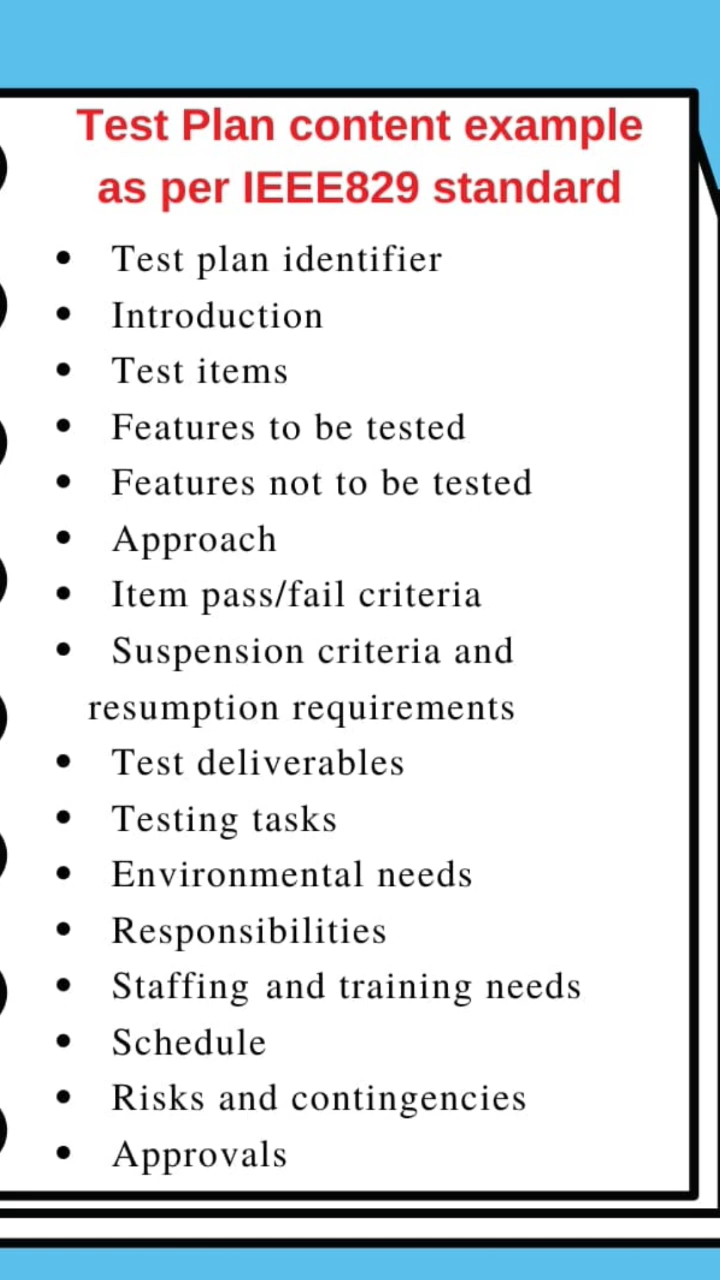 Test Plan content example
as per IEEE829 standard
• Test plan identifier
• Introduction
• Test items
• Features to be tested
• Features not to be tested
• Approach
• Item pass/fail criteria
• Suspension criteria and
resumption requirements
• Test deliverables
• Testing tasks
• Environmental needs
• Responsibilities
• Staffing and training needs
• Schedule
• Risks and contingencies
• Approvals